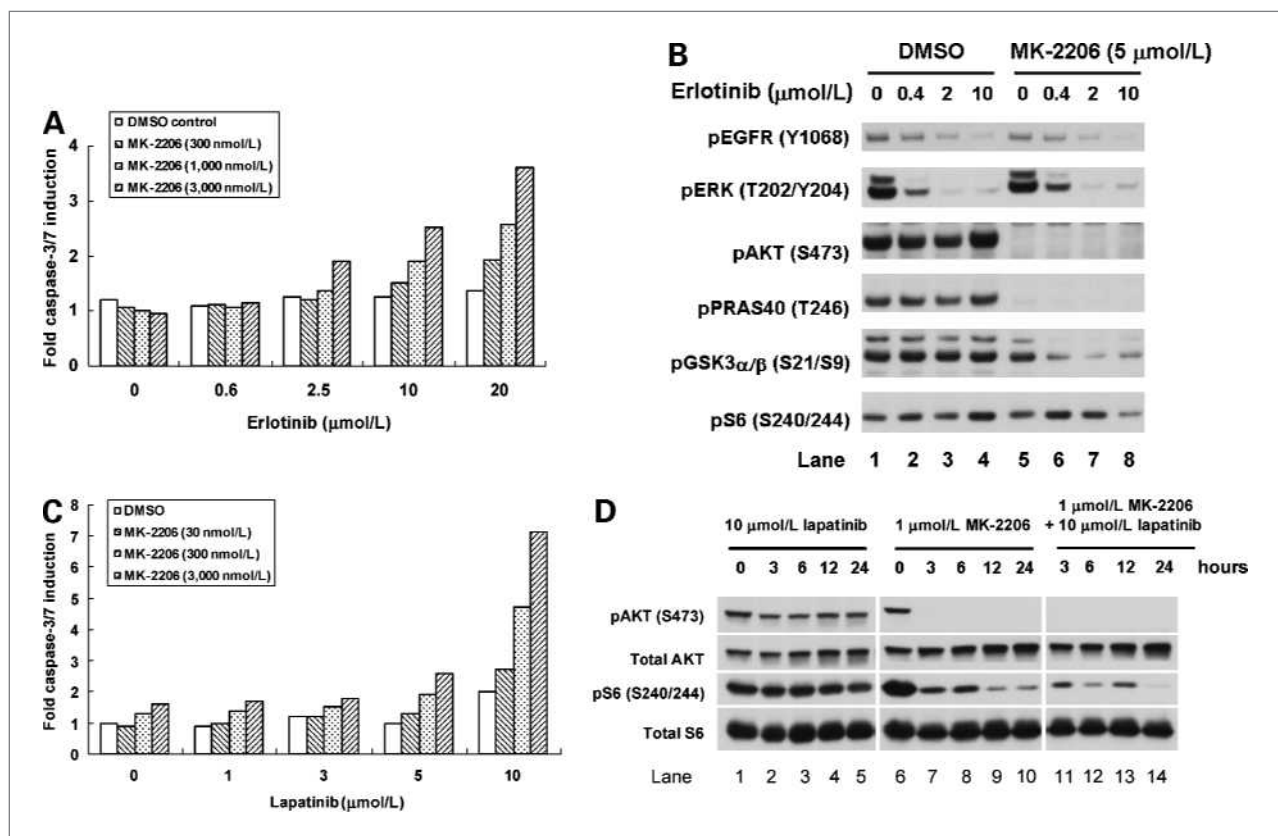 A
DMSO control
MK-2206 (300 nmol/L)
MK-2206 (1,000 nmol/L)
MK-2206 (3,000 nmol/L)
Fold caspase-3/7 induction
4
3
2
1
0
0 0.6 2.5 10 20
Erlotinib (μmol/L)
B
DMSO MK-2206 (5 μmol/L)
Erlotinib (μmol/L) 0 0.4 2 10 0 0.4 2 10
pEGFR (Y1068)
pERK (T202/Y204)
pAKT (S473)
pPRAS40 (T246)
pGSK3α/β (S21/S9)
pS6 (S240/244)
Lane 1 2 3 4 5 6 7 8
C
DMSO
MK-2206 (30 nmol/L)
MK-2206 (300 nmol/L)
MK-2206 (3,000 nmol/L)
Fold caspase-3/7 induction
8
7
6
5
4
3
2
1
0
0 1 3 5 10
Lapatinib (μmol/L)
D
10 μmol/L lapatinib 1 μmol/L MK-2206 1 μmol/L MK-2206
+ 10 μmol/L lapatinib
0 3 6 12 24 0 3 6 12 24 3 6 12 24 hours
pAKT (S473)
Total AKT
pS6 (S240/244)
Total S6
Lane 1 2 3 4 5 6 7 8 9 10 11 12 13 14